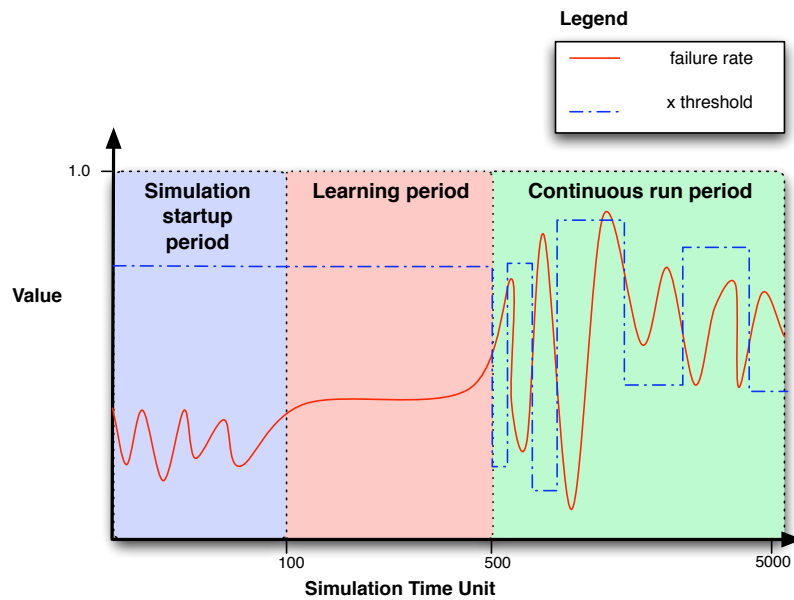 Legend
failure rate
x threshold
1.0
Simulation
startup
period
Learning period
Continuous run period
Value
100
500
5000
Simulation Time Unit